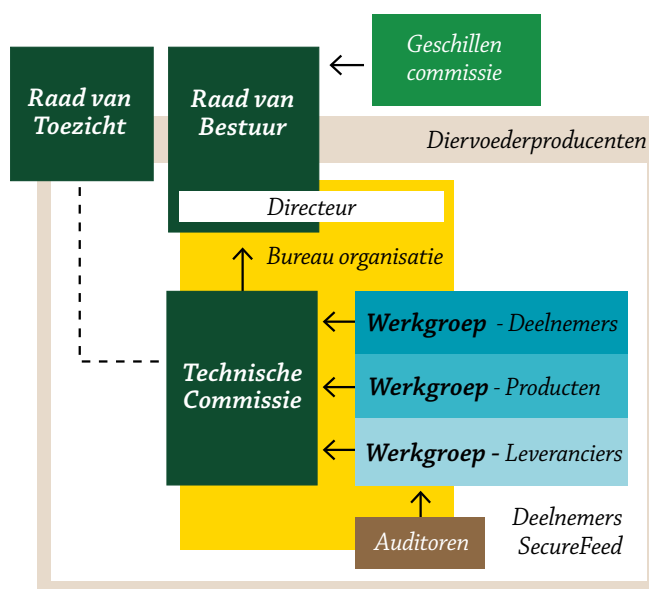 Geschillen
commissie
Raad van
Toezicht
Raad van
Bestuur
Diervoederproducenten
Directeur
Bureau organisatie
Technische
Commissie
Werkgroep - Deelnemers
Werkgroep - Producten
Werkgroep - Leveranciers
Auditoren
Deelnemers
SecureFeed